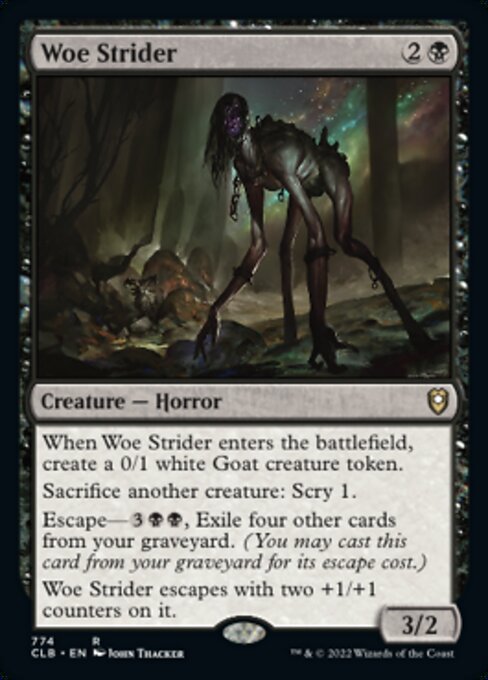 Woe Strider 2
Creature — Horror
When Woe Strider enters the battlefield,
create a 0/1 white Goat creature token.
Sacrifice another creature: Scry 1.
Escape—3, Exile four other cards
from your graveyard. (You may cast this
card from your graveyard for its escape cost.)
Woe Strider escapes with two +1/+1
counters on it.
3/2
774 R
CLB • EN John Thacker
™ & © 2022 Wizards of the Coast